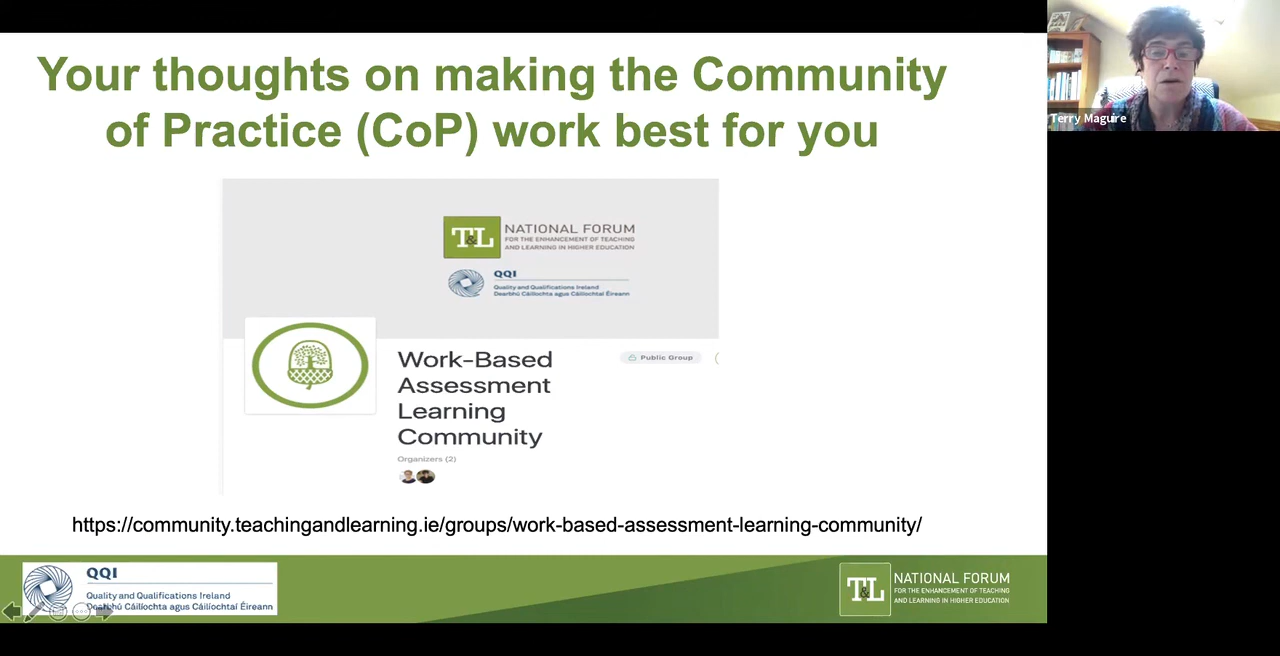 Your thoughts on making the Community
of Practice (CoP) work best for you
Terry Maguire
T&L
NATIONAL FORUM
FOR THE ENHANCEMENT OF TEACHING
AND LEARNING IN HIGHER EDUCATION
QQI
Quality and Qualifications Ireland
Dearbhú Cáilíochta agus Cáilíochtaí Éireann
Work-Based
Assessment
Learning
Community
Public Group
Organizers (2)
https://community.teachingandlearning.ie/groups/work-based-assessment-learning-community/
QQI
Quality and Qualifications Ireland
Dearbhú Cáilíochta agus Cáilíochtaí Éireann
T&L
NATIONAL FORUM
FOR THE ENHANCEMENT OF TEACHING
AND LEARNING IN HIGHER EDUCATION